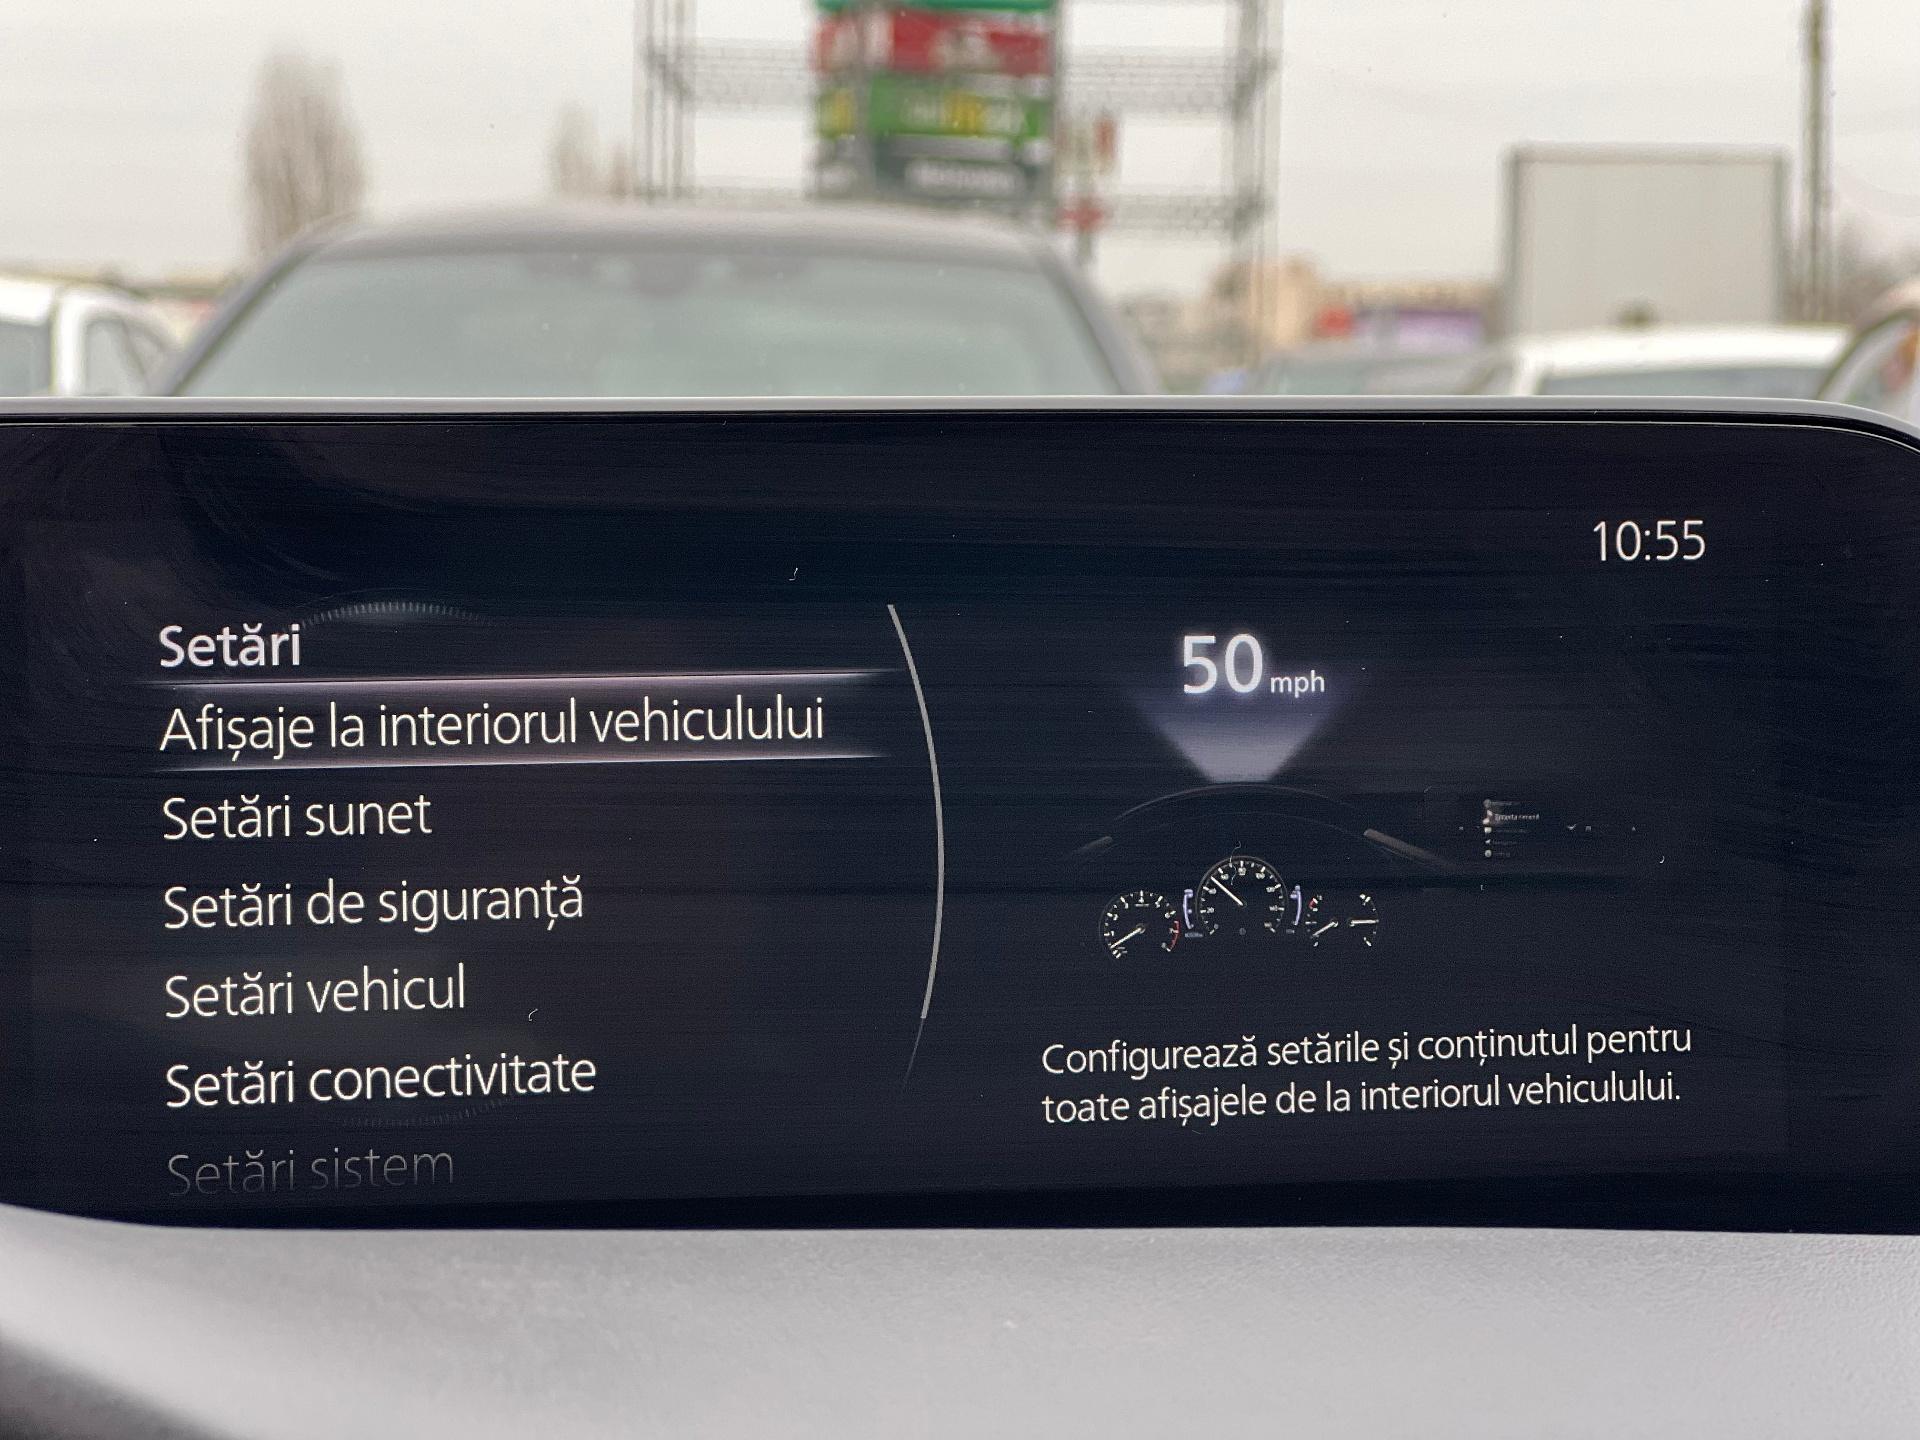 10:55
Setări
Afișaje la interiorul vehiculului
Setări sunet
Setări de siguranță
Setări vehicul
Setări conectivitate
Setări sistem
50 mph
Configurează setările și conținutul pentru
toate afișajele de la interiorul vehiculului.